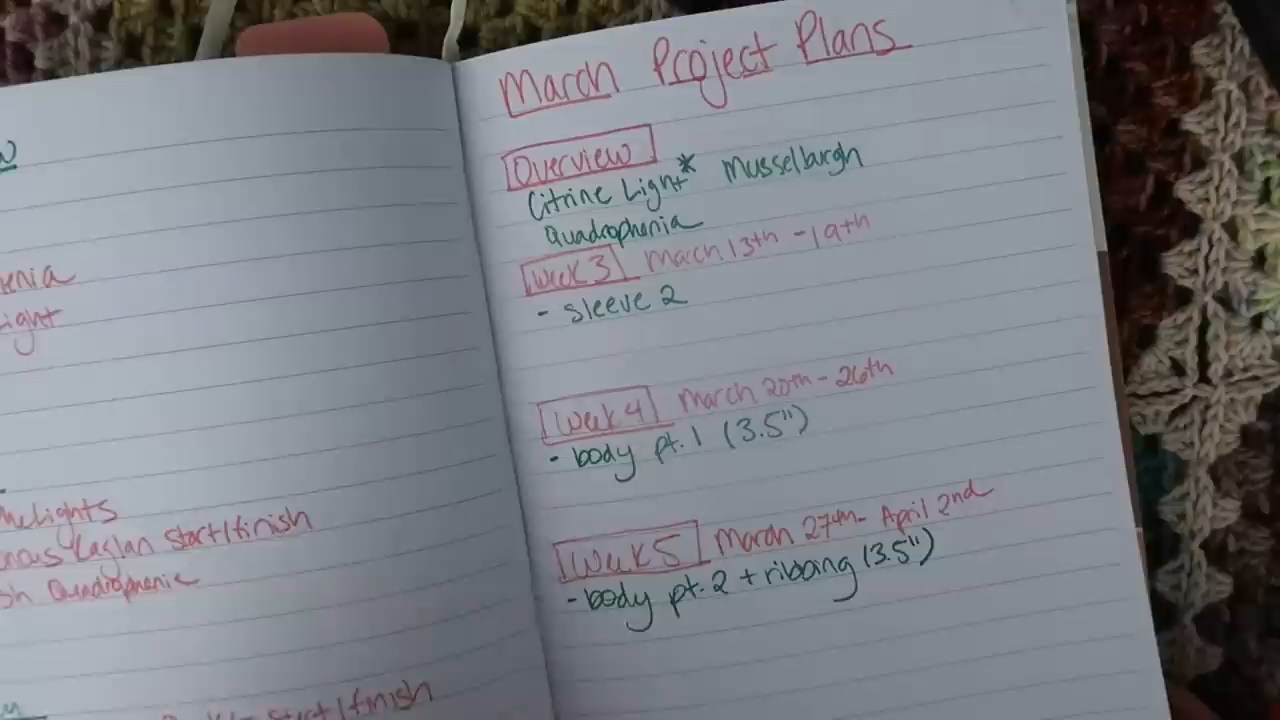 enia
ight
melights
Raglan start/finish
sh Quadrophenia
start/finish
March Project Plans
Overview
Citrine Light* Musselburgh
Quadrophenia
Week 3 March 13th - 19th
- sleeve 2
Week 4 March 20th - 26th
- body pt. 1 (3.5")
Week 5 March 27th - April 2nd
- body pt. 2 + ribbing (3.5")